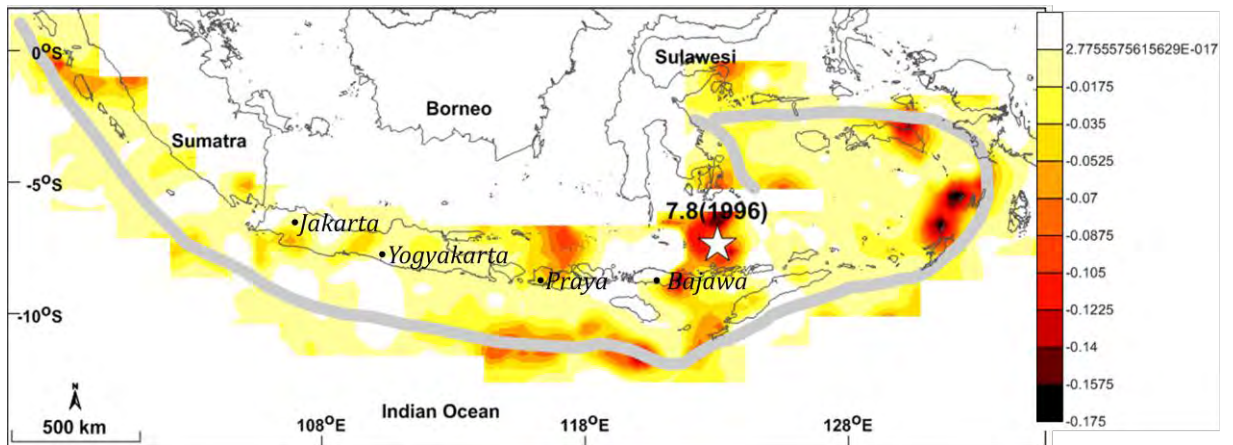 0°S
Sulawesi
Borneo
Sumatra
-5°S
7.8(1996)
Jakarta
Yogyakarta
Praya
Bajawa
-10°S
N
500 km
Indian Ocean
108°E
118°E
128°E
2.7755575615629E-017
-0.0175
-0.035
-0.0525
-0.07
-0.0875
-0.105
-0.1225
-0.14
-0.1575
-0.175